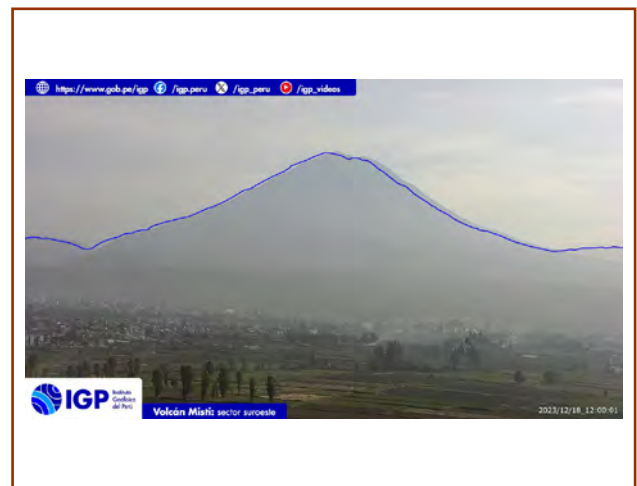 https://www.gob.pe/igp /igp.peru /igp_peru /igp_videos
IGP
Instituto
Geofísico
del Perú
Volcán Misti: sector suroeste
2023/12/18_12:00:01